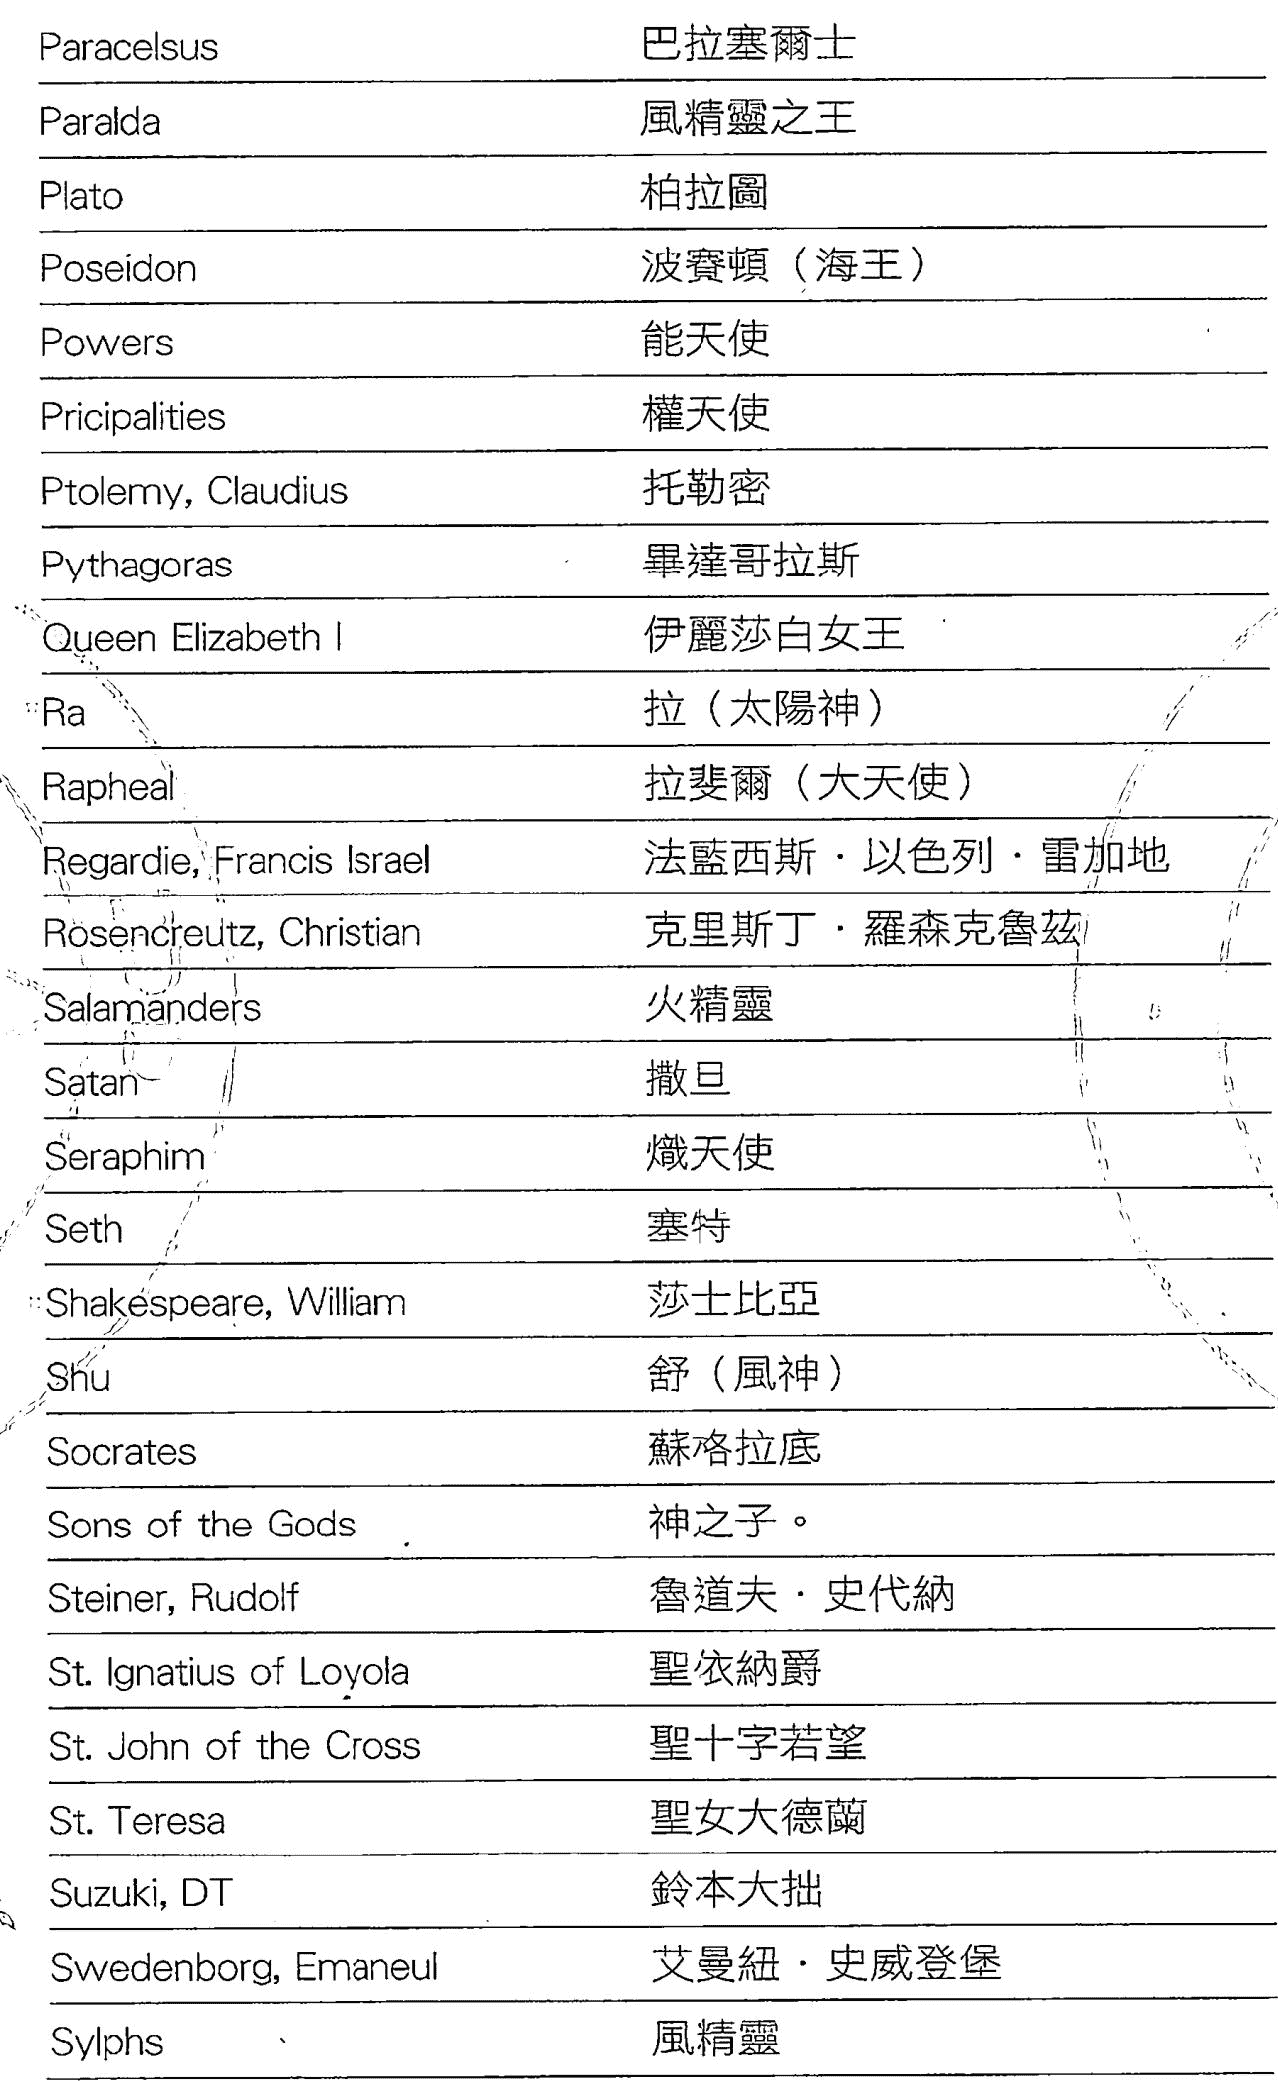 Paracelsus 巴拉塞爾士
Paralda 風精靈之王
Plato 柏拉圖
Poseidon 波賽頓（海王）
Powers 能天使
Pricipalities 權天使
Ptolemy, Claudius 托勒密
Pythagoras 畢達哥拉斯
Queen Elizabeth I 伊麗莎白女王
Ra 拉（太陽神）
Rapheal 拉斐爾（大天使）
Regardie, Francis Israel 法藍西斯·以色列·雷加地
Rosencreutz, Christian 克里斯丁·羅森克魯茲
Salamanders 火精靈
Satan 撒旦
Seraphim 熾天使
Seth 塞特
Shakespeare, William 莎士比亞
Shu 舒（風神）
Socrates 蘇格拉底
Sons of the Gods 神之子。
Steiner, Rudolf 魯道夫·史代納
St. Ignatius of Loyola 聖依納爵
St. John of the Cross 聖十字若望
St. Teresa 聖女大德蘭
Suzuki, DT 鈴本大拙
Swedenborg, Emaneul 艾曼紐·史威登堡
Sylphs 風精靈